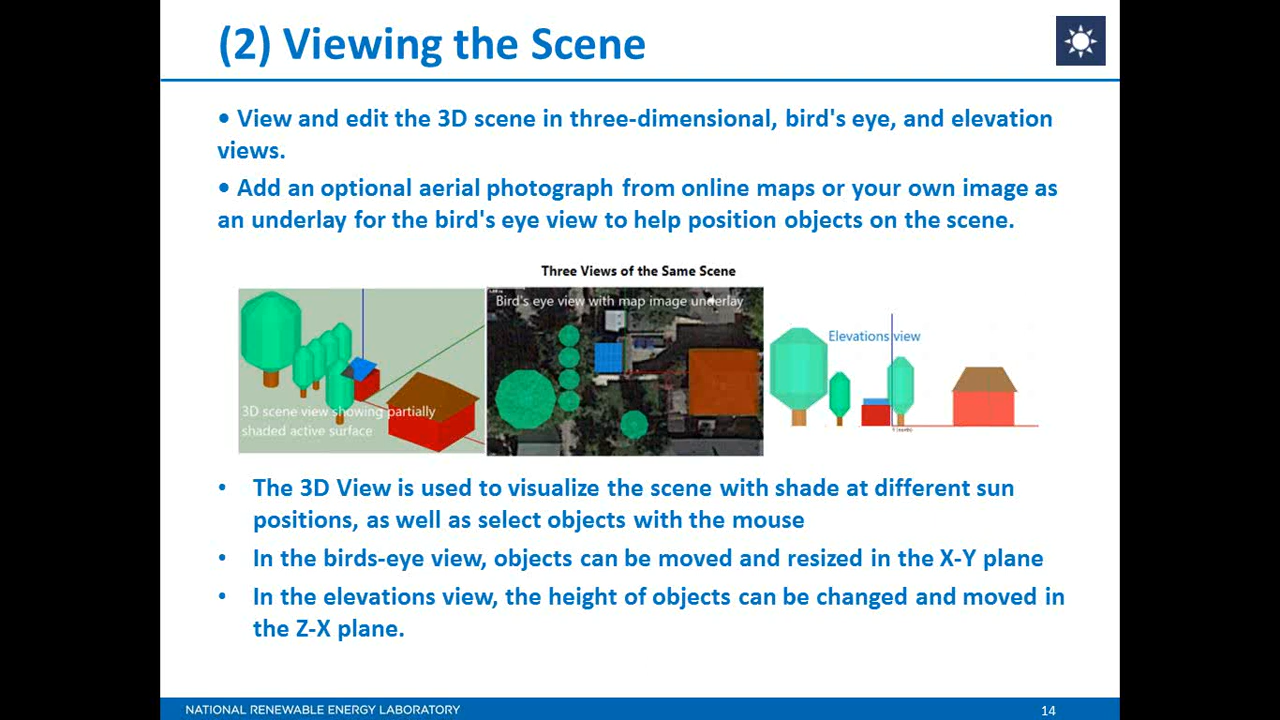 (2) Viewing the Scene
• View and edit the 3D scene in three-dimensional, bird's eye, and elevation
views.
• Add an optional aerial photograph from online maps or your own image as
an underlay for the bird's eye view to help position objects on the scene.
Three Views of the Same Scene
Bird's eye view with map image underlay
Elevations view
3D scene view showing partially
shaded active surface
• The 3D View is used to visualize the scene with shade at different sun
positions, as well as select objects with the mouse
• In the birds-eye view, objects can be moved and resized in the X-Y plane
• In the elevations view, the height of objects can be changed and moved in
the Z-X plane.
NATIONAL RENEWABLE ENERGY LABORATORY
14